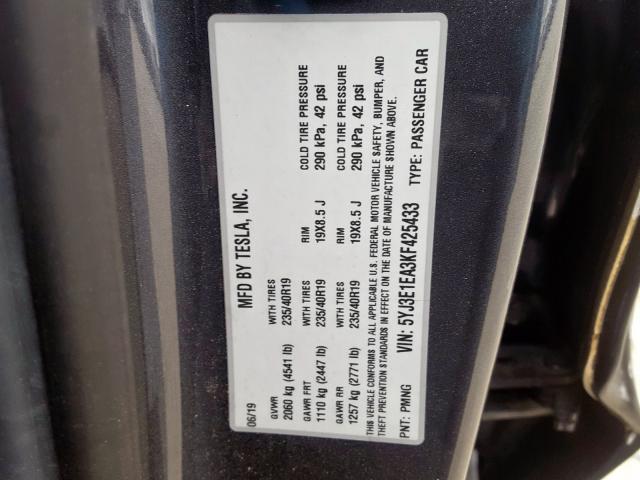 MFD BY TESLA, INC.
06/19
GVWR WITH TIRES RIM COLD TIRE PRESSURE
2060 kg (4541 lb) 235/40R19 19X8.5 J 290 kPa, 42 psi
GAWR FRT WITH TIRES
1110 kg (2447 lb) 235/40R19
GAWR RR WITH TIRES RIM COLD TIRE PRESSURE
1257 kg (2771 lb) 235/40R19 19X8.5 J 290 kPa, 42 psi
THIS VEHICLE CONFORMS TO ALL APPLICABLE U.S. FEDERAL MOTOR VEHICLE SAFETY, BUMPER, AND
THEFT PREVENTION STANDARDS IN EFFECT ON THE DATE OF MANUFACTURE SHOWN ABOVE.
PNT: PMNG VIN: 5YJ3E1EA3KF425433 TYPE: PASSENGER CAR